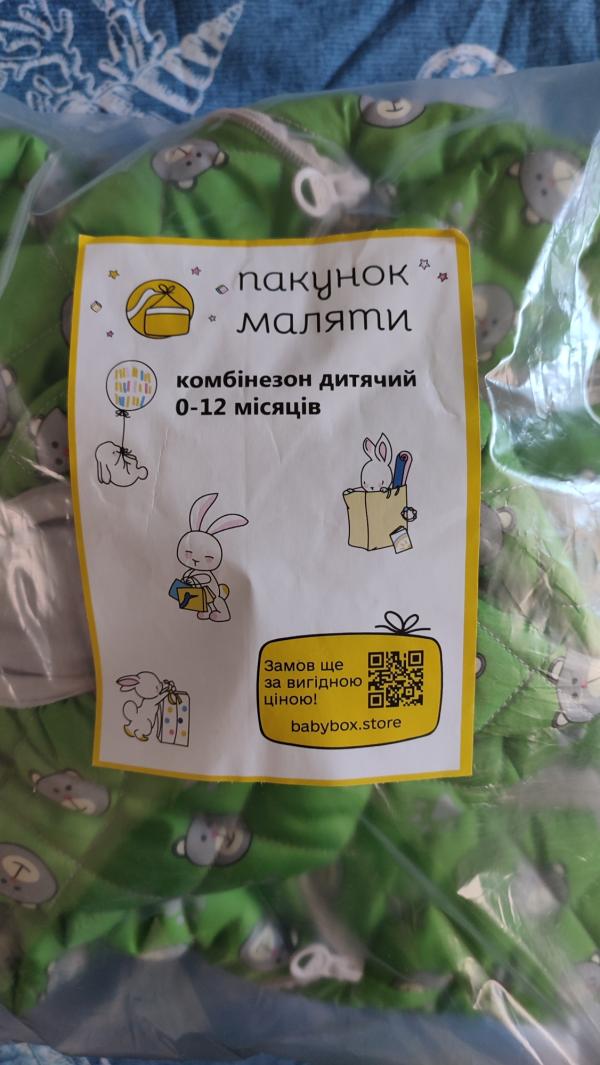 пакунок
маляти
комбінезон дитячий
0-12 місяців
Замов ще
за вигідною
ціною!
babybox.store